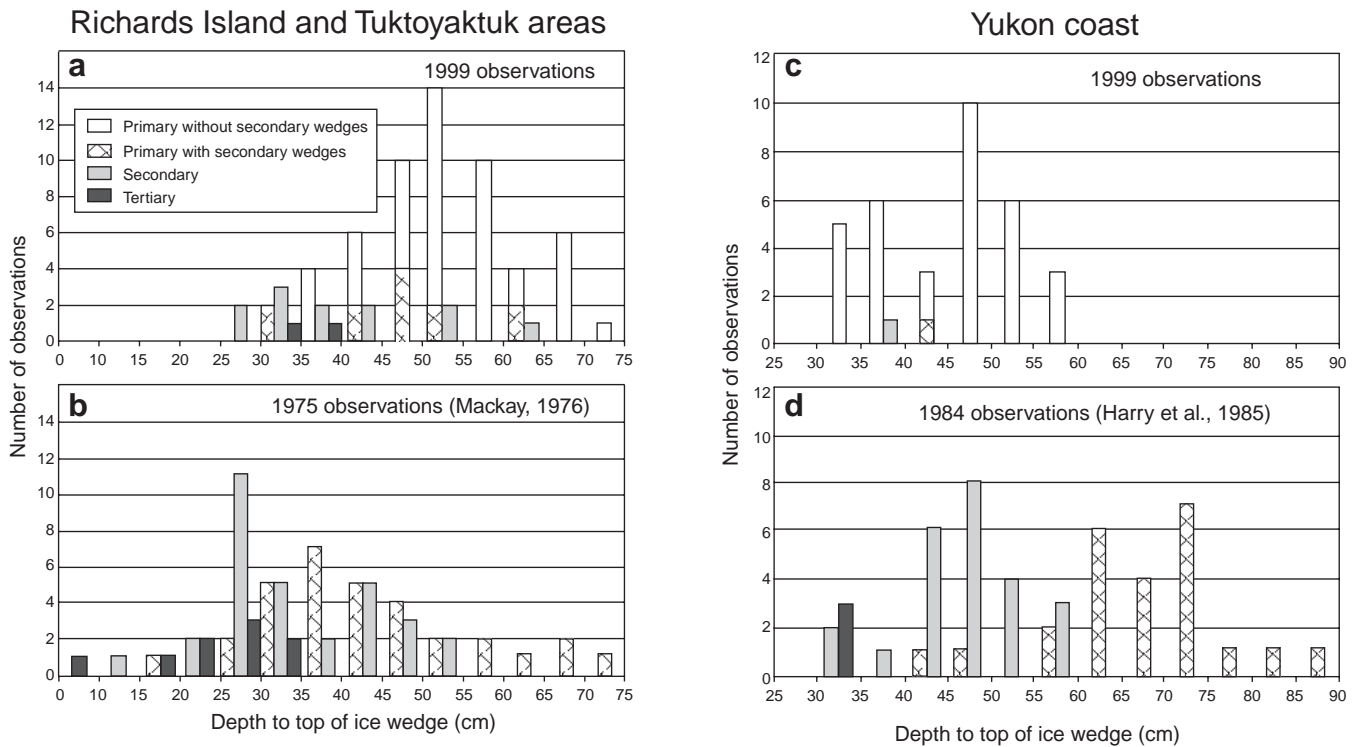 Richards Island and Tuktoyaktuk areas
a
1999 observations
Primary without secondary wedges
Primary with secondary wedges
Secondary
Tertiary
14
12
10
8
6
4
2
0
0 5 10 15 20 25 30 35 40 45 50 55 60 65 70 75
b
1975 observations (Mackay, 1976)
14
12
10
8
6
4
2
0
0 5 10 15 20 25 30 35 40 45 50 55 60 65 70 75
Number of observations
Depth to top of ice wedge (cm)
Yukon coast
c
1999 observations
12
10
8
6
4
2
0
25 30 35 40 45 50 55 60 65 70 75 80 85 90
d
1984 observations (Harry et al., 1985)
12
10
8
6
4
2
0
25 30 35 40 45 50 55 60 65 70 75 80 85 90
Number of observations
Depth to top of ice wedge (cm)